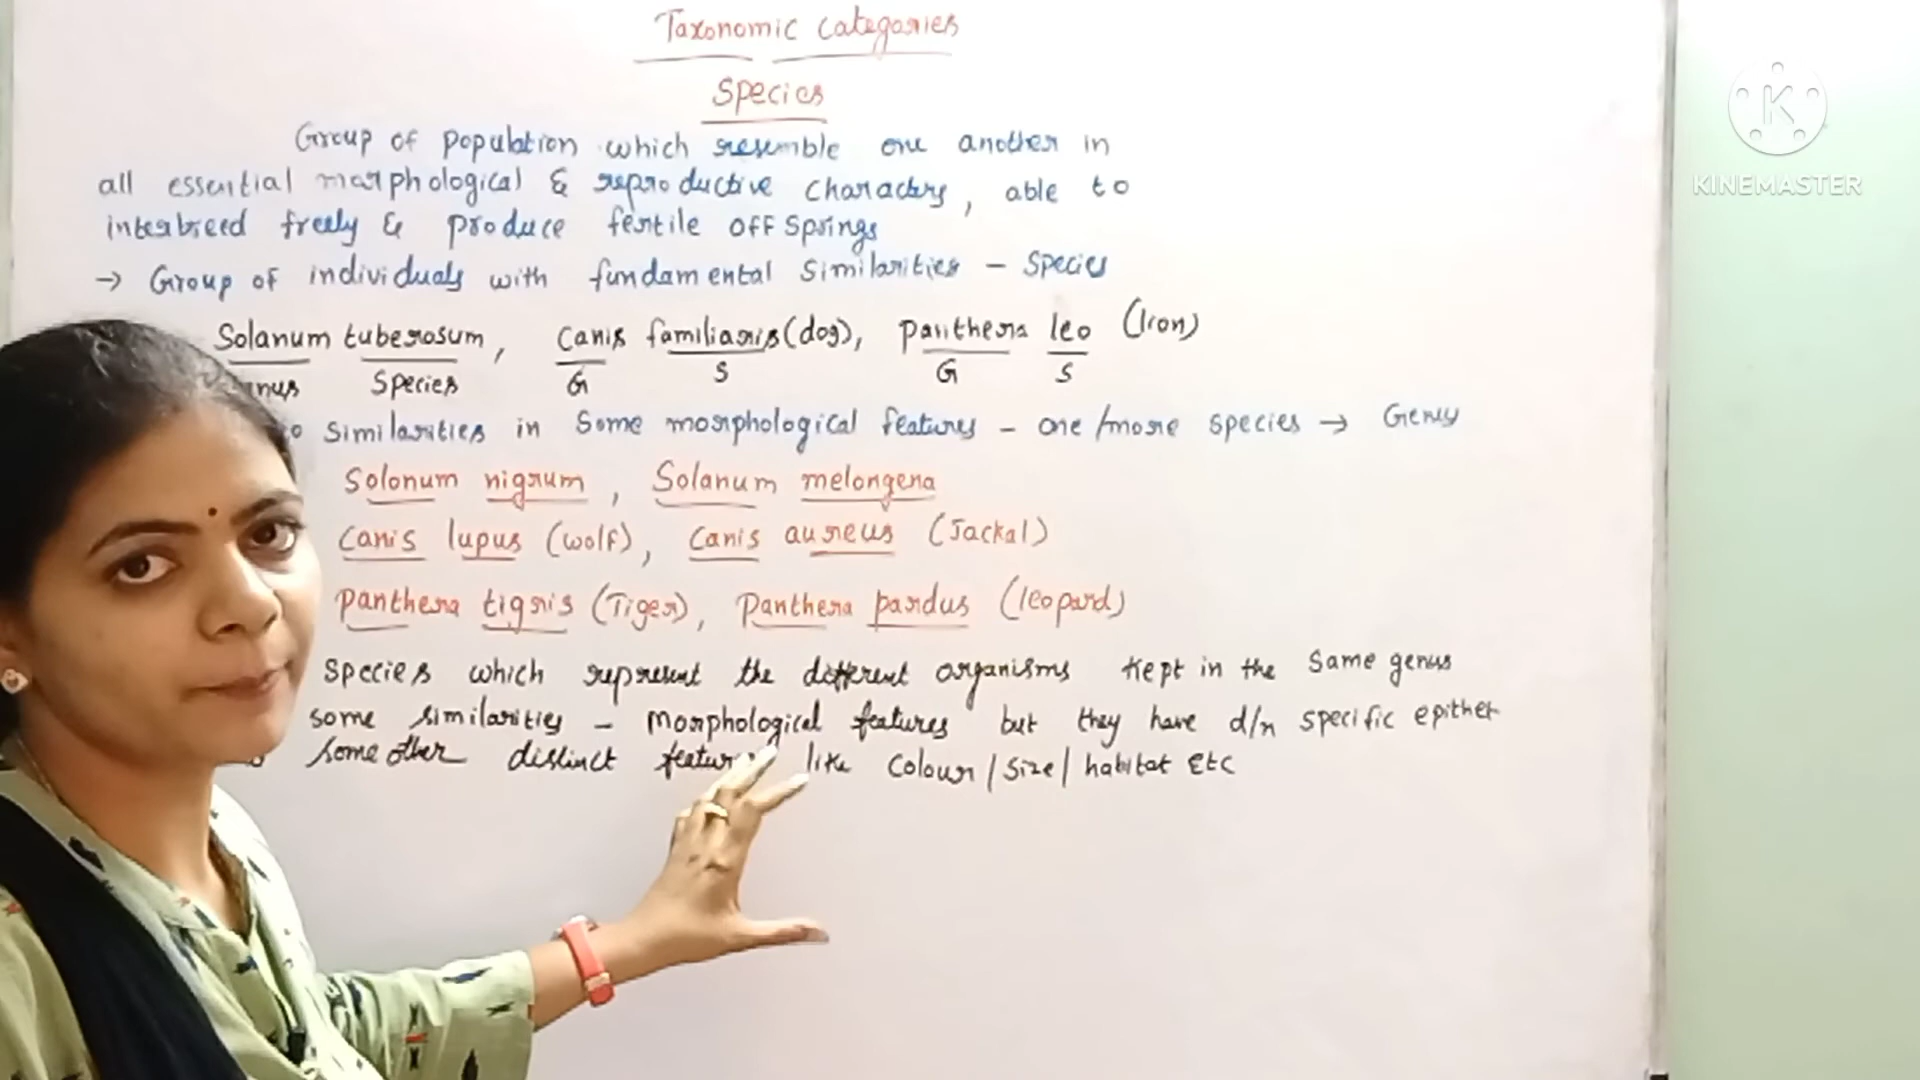 Taxonomic Categories
Species
Group of population which resemble one another in
all essential morphological & reproductive characters, able to
interbreed freely & produce fertile off springs
→ Group of individuals with fundamental similarities - Species
Solanum tuberosum, Canis familiaris (dog), Panthera leo (lion)
Species G S G S
similarities in some morphological features - one/more species → Genus
Solonum nigrum, Solanum melongena
Canis lupus (wolf), Canis aureus (Jackal)
Panthera tigris (Tiger), Panthera pardus (leopard)
Species which represent the different organisms kept in the same genus
some similarities - morphological features but they have d/n specific epithet
some other distinct like colour/size/habitat etc
KINEMASTER